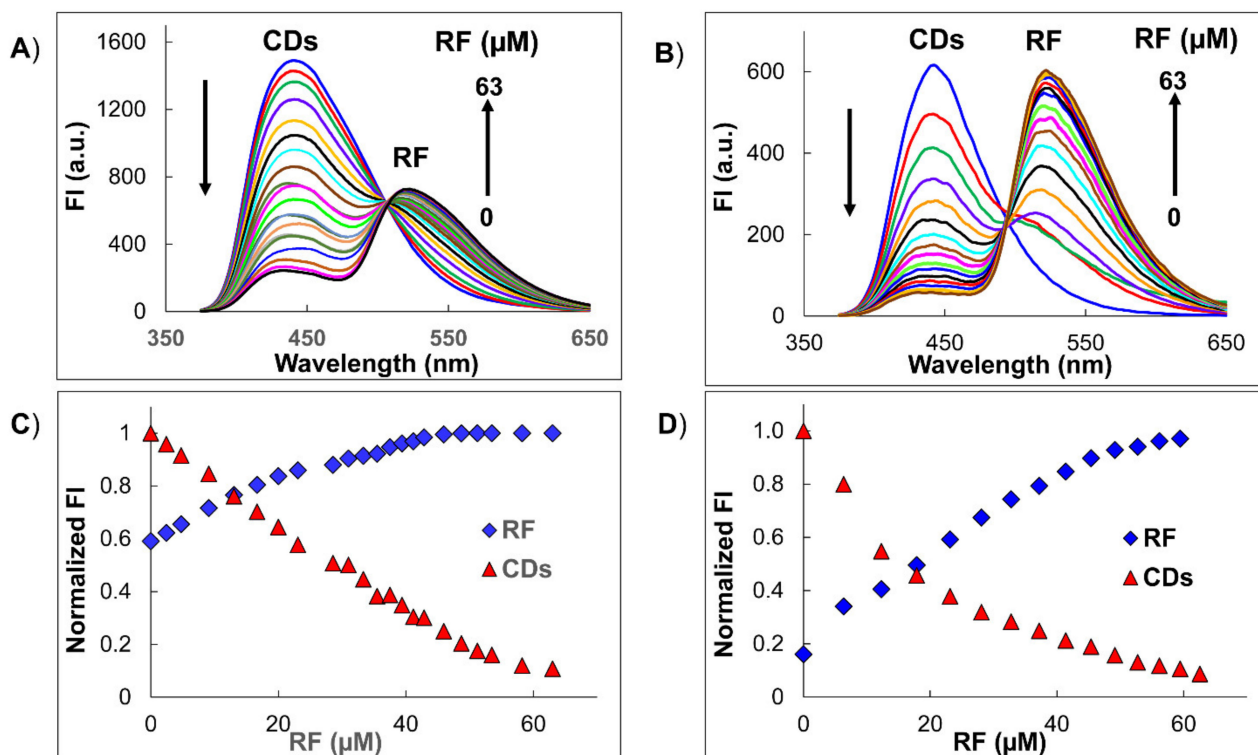 A)
CDs
RF (µM)
63
RF
0
FI (a.u.)
1600
1200
800
400
0
350
450
550
650
Wavelength (nm)
B)
CDs
RF
RF (µM)
63
0
FI (a.u.)
600
400
200
0
350
450
550
650
Wavelength (nm)
C)
Normalized FI
1
0.8
0.6
0.4
0.2
0
RF
CDs
0
20
40
60
RF (µM)
D)
Normalized FI
1.0
0.8
0.6
0.4
0.2
0
RF
CDs
0
20
40
60
RF (µM)